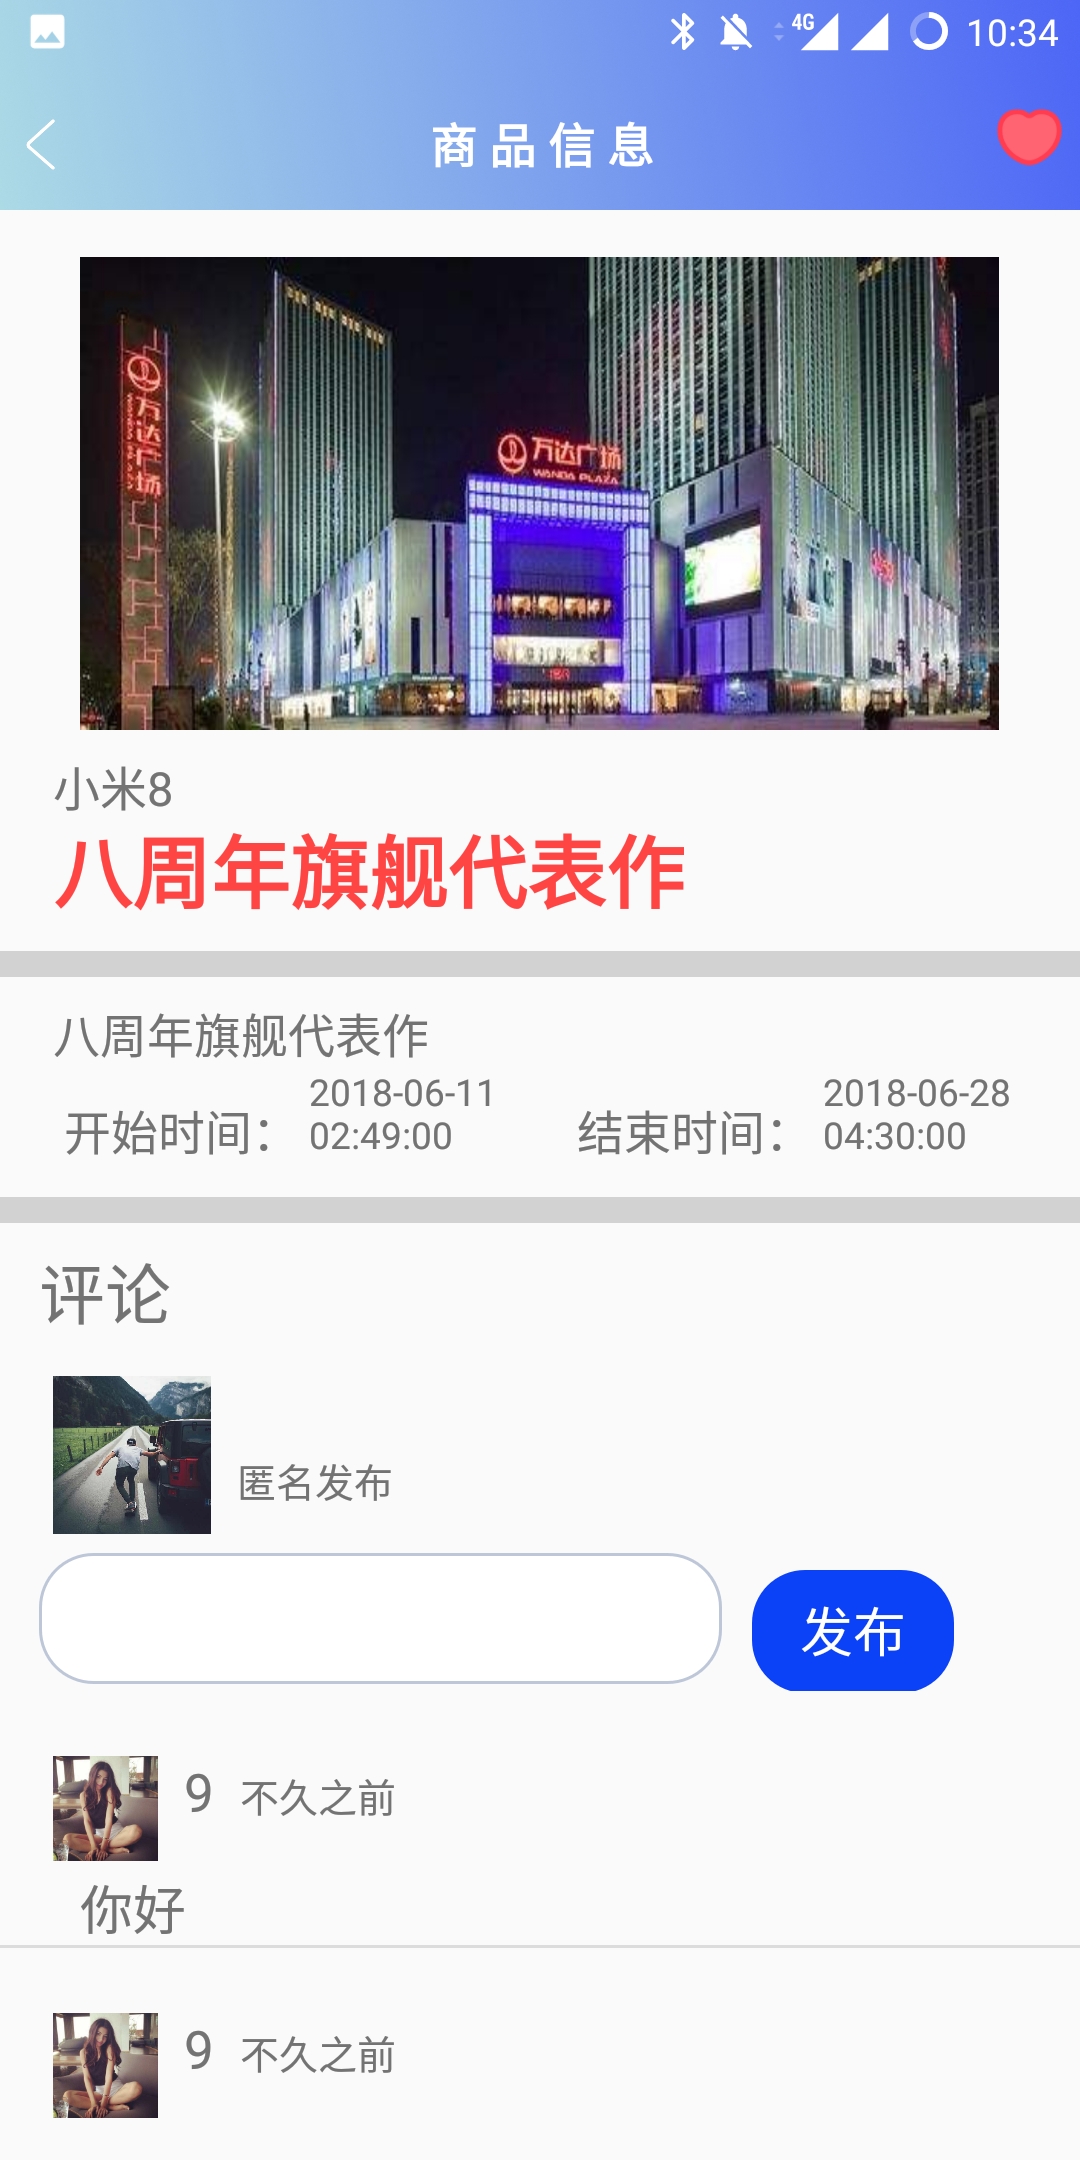 4G 10:34
商品信息
万达广场
万达广场
WANDA PLAZA
小米8
八周年旗舰代表作
八周年旗舰代表作
开始时间： 2018-06-11 02:49:00
结束时间： 2018-06-28 04:30:00
评论
匿名发布
发布
9 不久之前
你好
9 不久之前